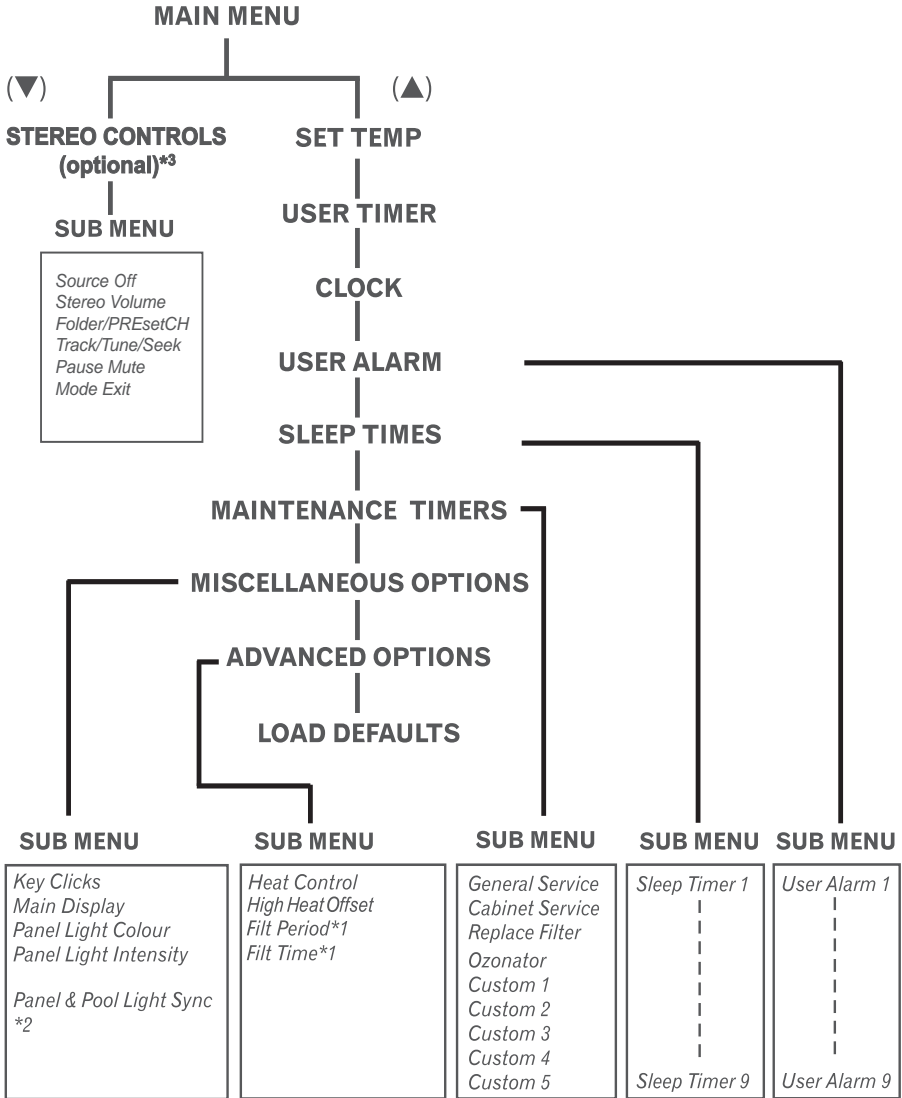 MAIN MENU
(▼)
(▲)
STEREO CONTROLS
(optional)*3
SUB MENU
Source Off
Stereo Volume
Folder/PREsetCH
Track/Tune/Seek
Pause Mute
Mode Exit
SET TEMP
USER TIMER
CLOCK
USER ALARM
SLEEP TIMES
MAINTENANCE TIMERS
MISCELLANEOUS OPTIONS
ADVANCED OPTIONS
LOAD DEFAULTS
SUB MENU
Key Clicks
Main Display
Panel Light Colour
Panel Light Intensity
Panel & Pool Light Sync
*2
SUB MENU
Heat Control
High Heat Offset
Filt Period*1
Filt Time*1
SUB MENU
General Service
Cabinet Service
Replace Filter
Ozonator
Custom 1
Custom 2
Custom 3
Custom 4
Custom 5
SUB MENU
Sleep Timer 1
Sleep Timer 9
SUB MENU
User Alarm 1
User Alarm 9